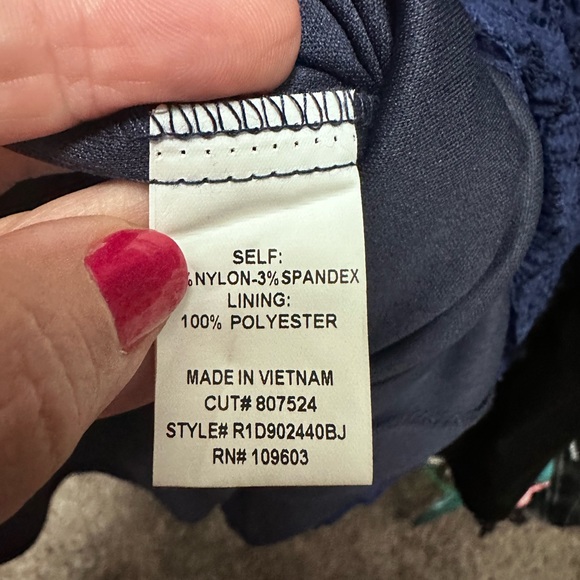 SELF:
% NYLON-3% SPANDEX
LINING:
100% POLYESTER
MADE IN VIETNAM
CUT# 807524
STYLE# R1D902440BJ
RN# 109603